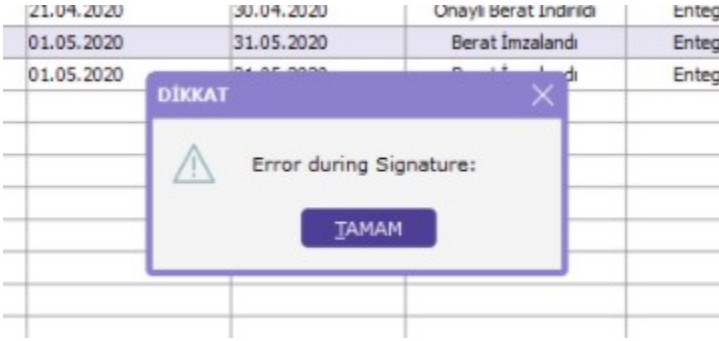 21.04.2020 30.04.2020 Onaylı Berat İndirildi Enteg
01.05.2020 31.05.2020 Berat İmzalandı Enteg
01.05.2020 Enteg
DİKKAT
Error during Signature:
TAMAM